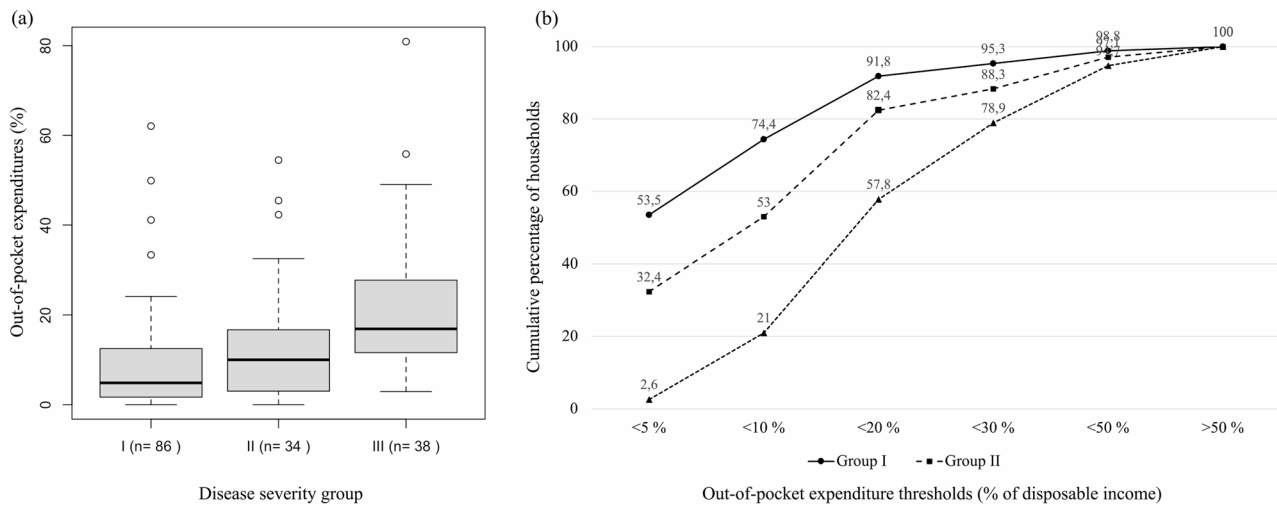 (a)
Out-of-pocket expenditures (%)
80
60
40
20
0
I (n= 86 )
II (n= 34 )
III (n= 38 )
Disease severity group
(b)
Cumulative percentage of households
100
80
60
40
20
0
53,5
74,4
91,8
95,3
98,8
100
32,4
53
82,4
88,3
97,1
2,6
21
57,8
78,9
<5 %
<10 %
<20 %
<30 %
<50 %
>50 %
Group I
Group II
Out-of-pocket expenditure thresholds (% of disposable income)